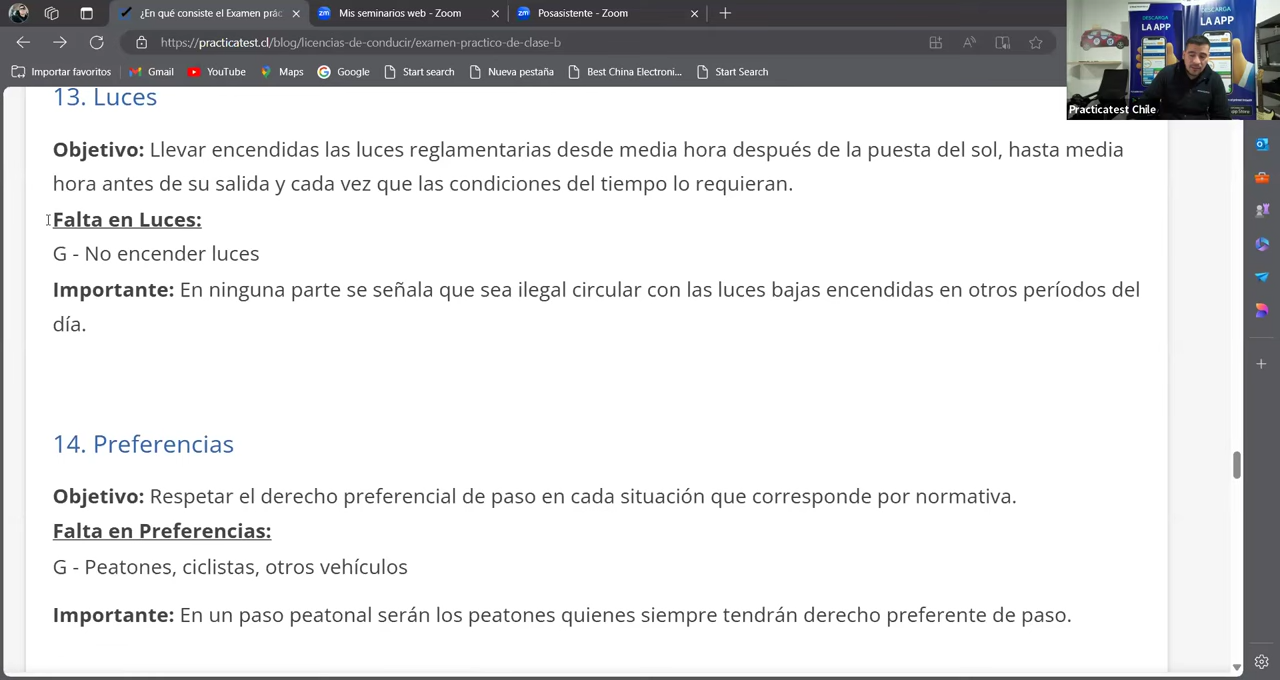 ¿En qué consiste el Examen prác
Mis seminarios web - Zoom
Posasistente - Zoom
https://practicatest.cl/blog/licencias-de-conducir/examen-practico-de-clase-b
Importar favoritos
Gmail
YouTube
Maps
Google
Start search
Nueva pestaña
Best China Electroni...
Start Search
DESCARGA
LA APP
DESCARGA
LA APP
Practicatest Chile
13. Luces
Objetivo: Llevar encendidas las luces reglamentarias desde media hora después de la puesta del sol, hasta media
hora antes de su salida y cada vez que las condiciones del tiempo lo requieran.
Falta en Luces:
G - No encender luces
Importante: En ninguna parte se señala que sea ilegal circular con las luces bajas encendidas en otros períodos del
día.
14. Preferencias
Objetivo: Respetar el derecho preferencial de paso en cada situación que corresponde por normativa.
Falta en Preferencias:
G - Peatones, ciclistas, otros vehículos
Importante: En un paso peatonal serán los peatones quienes siempre tendrán derecho preferente de paso.